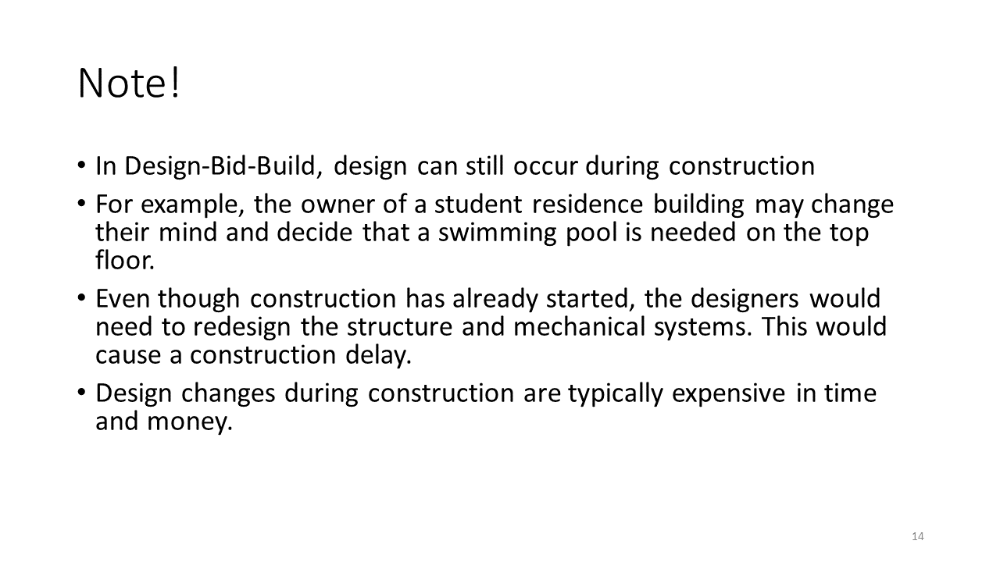 Note!
• In Design-Bid-Build, design can still occur during construction
• For example, the owner of a student residence building may change
their mind and decide that a swimming pool is needed on the top
floor.
• Even though construction has already started, the designers would
need to redesign the structure and mechanical systems. This would
cause a construction delay.
• Design changes during construction are typically expensive in time
and money.
14